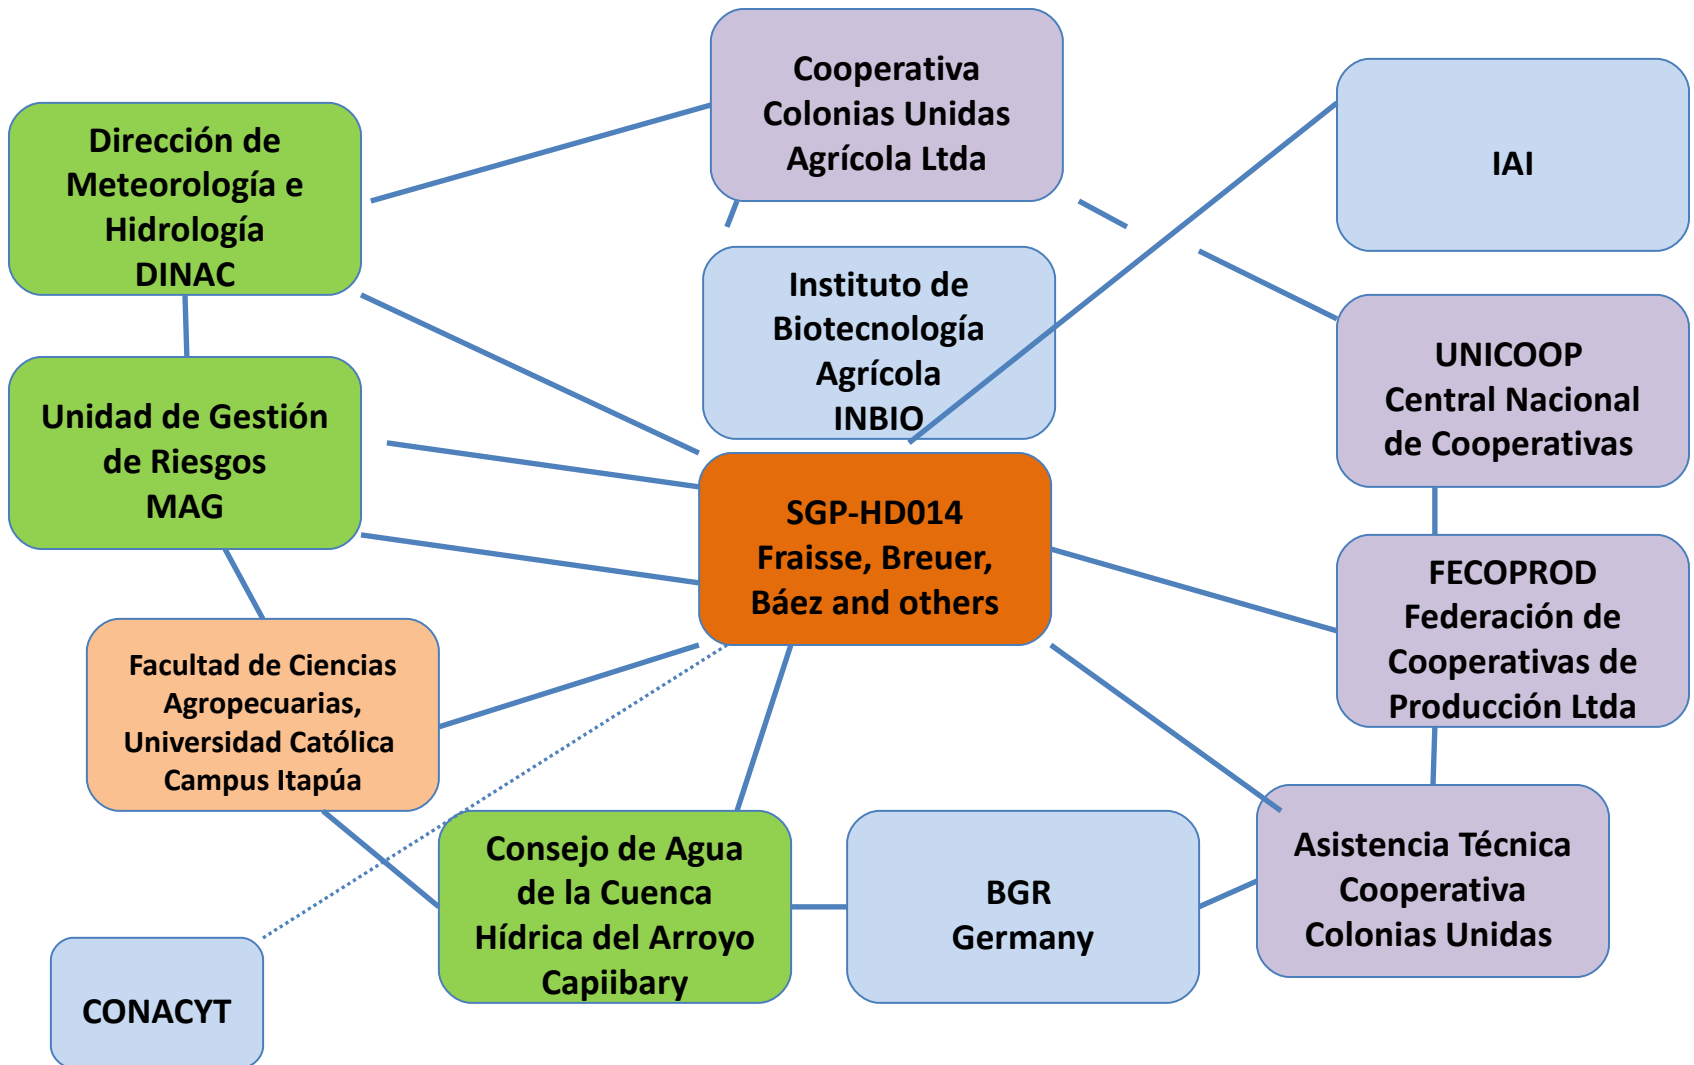 Cooperativa
Colonias Unidas
Agrícola Ltda
IAI
Dirección de
Meteorología e
Hidrología
DINAC
Instituto de
Biotecnología
Agrícola
INBIO
UNICOOP
Central Nacional
de Cooperativas
Unidad de Gestión
de Riesgos
MAG
SGP-HD014
Fraisse, Breuer,
Báez and others
FECOPROD
Federación de
Cooperativas de
Producción Ltda
Facultad de Ciencias
Agropecuarias,
Universidad Católica
Campus Itapúa
Consejo de Agua
de la Cuenca
Hídrica del Arroyo
Capiibary
BGR
Germany
Asistencia Técnica
Cooperativa
Colonias Unidas
CONACYT